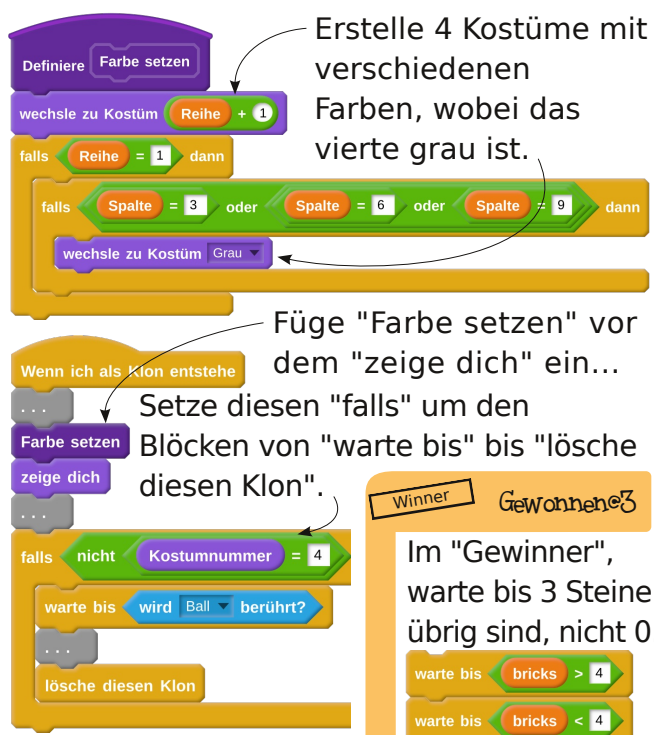 Erstelle 4 Kostüme mit
verschiedenen
Farben, wobei das
vierte grau ist.
Definiere Farbe setzen
wechsle zu Kostüm Reihe + 1
falls Reihe = 1 dann
falls Spalte = 3 oder Spalte = 6 oder Spalte = 9 dann
wechsle zu Kostüm Grau
Füge "Farbe setzen" vor
dem "zeige dich" ein...
Wenn ich als Klon entstehe
...
Farbe setzen
zeige dich
...
Setze diesen "falls" um den
Blöcken von "warte bis" bis "lösche
diesen Klon".
falls nicht Kostumnummer = 4
warte bis wird Ball berührt?
...
lösche diesen Klon
Winner Gewonnen@3
Im "Gewinner",
warte bis 3 Steine
übrig sind, nicht 0
warte bis bricks > 4
warte bis bricks < 4